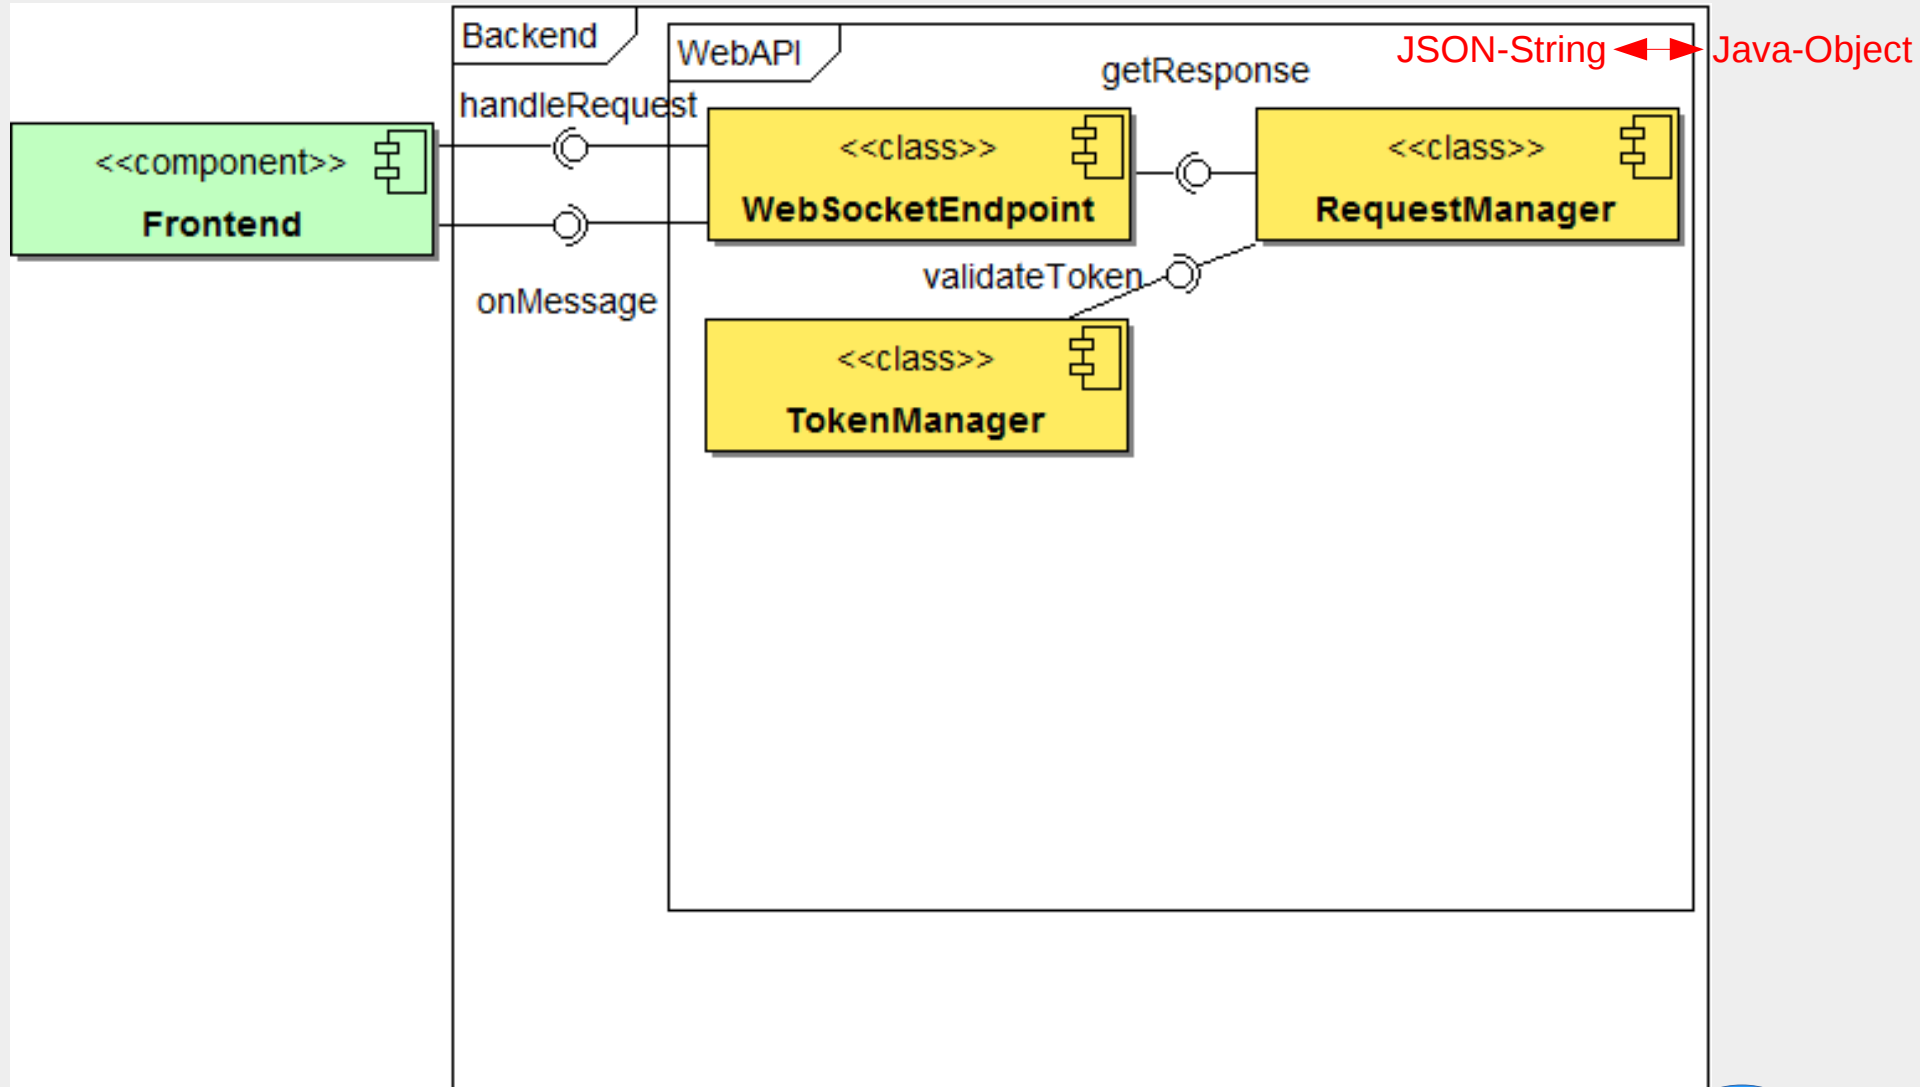 Backend
WebAPI
JSON-String
Java-Object
getResponse
handleRequest
<<component>>
Frontend
<<class>>
WebSocketEndpoint
<<class>>
RequestManager
onMessage
validateToken
<<class>>
TokenManager